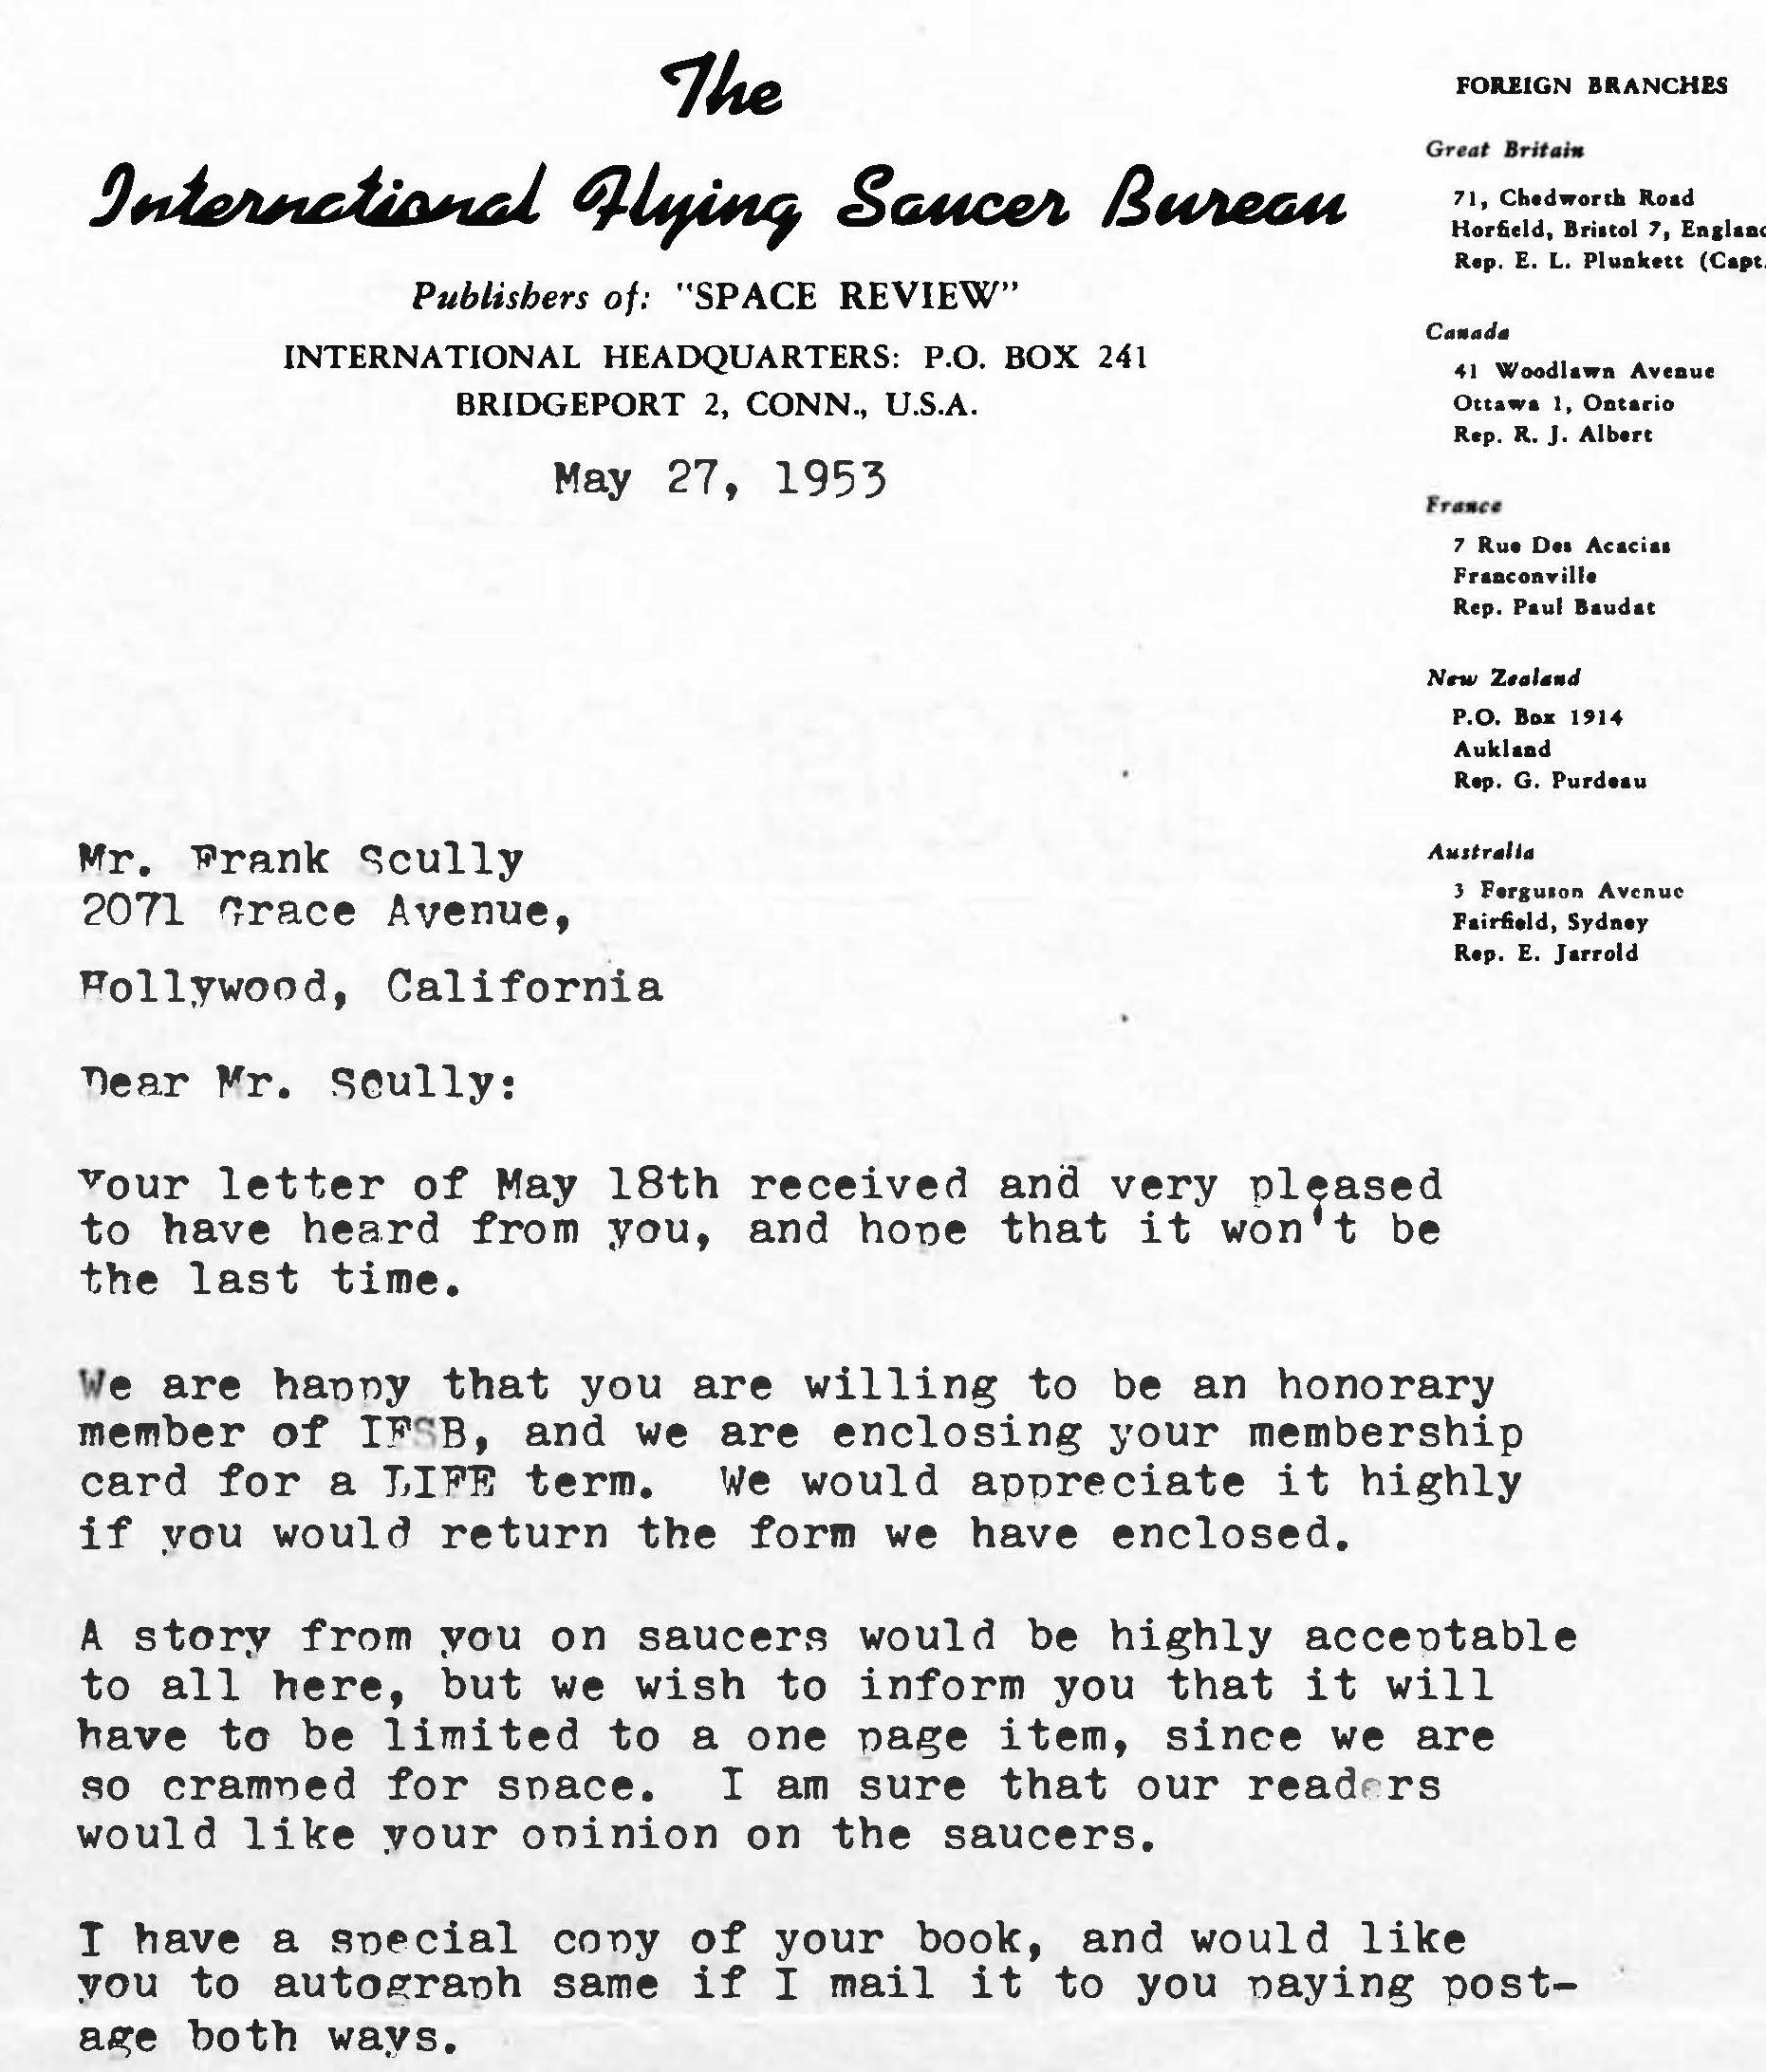 The
International Flying Saucer Bureau
Publishers of: "SPACE REVIEW"
INTERNATIONAL HEADQUARTERS: P.O. BOX 241
BRIDGEPORT 2, CONN., U.S.A.
May 27, 1953
FOREIGN BRANCHES
Great Britain
71, Chedworth Road
Horfield, Bristol 7, England
Rep. E. L. Plunkett (Capt.
Canada
41 Woodlawn Avenue
Ottawa 1, Ontario
Rep. R. J. Albert
France
7 Rue Des Acacias
Franconville
Rep. Paul Baudat
New Zealand
P.O. Box 1914
Aukland
Rep. G. Purdeau
Australia
3 Ferguson Avenue
Fairfield, Sydney
Rep. E. Jarrold
Mr. Frank Scully
2071 Grace Avenue,
Hollywood, California
Dear Mr. Scully:
Your letter of May 18th received and very pleased
to have heard from you, and hope that it won't be
the last time.
We are happy that you are willing to be an honorary
member of IFSB, and we are enclosing your membership
card for a LIFE term. We would appreciate it highly
if you would return the form we have enclosed.
A story from you on saucers would be highly acceptable
to all here, but we wish to inform you that it will
have to be limited to a one page item, since we are
so cramped for space. I am sure that our readers
would like your opinion on the saucers.
I have a special copy of your book, and would like
you to autograph same if I mail it to you paying post-
age both ways.